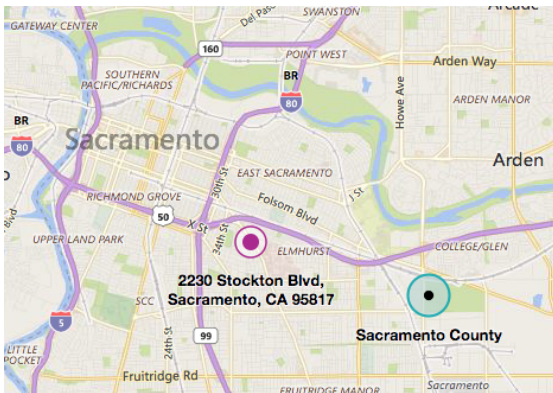 GATEWAY CENTER
SWANSTON
Arcade
Del Pas
160
POINT WEST
Arden Way
SOUTHERN
PACIFIC/RICHARDS
BR
80
Howe Ave
ARDEN MANOR
BR
80
Sacramento
Arden
EAST SACRAMENTO
30th St
J St
RICHMOND GROVE
Folsom Blvd
50
X St
34th St
UPPER LAND PARK
ELMHURST
COLLEGE/GLEN
2230 Stockton Blvd,
Sacramento, CA 95817
SCC
5
24th St
99
Sacramento County
LITTLE
POCKET
Fruitridge Rd
FRUITRIDGE MANOR
Sacramento